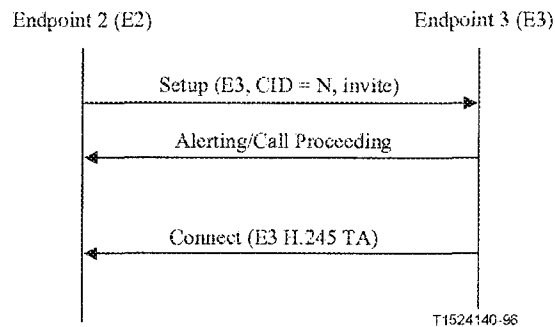 Endpoint 2 (E2)
Endpoint 3 (E3)
Setup (E3, CID = N, invite)
Alerting/Call Proceeding
Connect (E3 H.245 TA)
T1524140-96